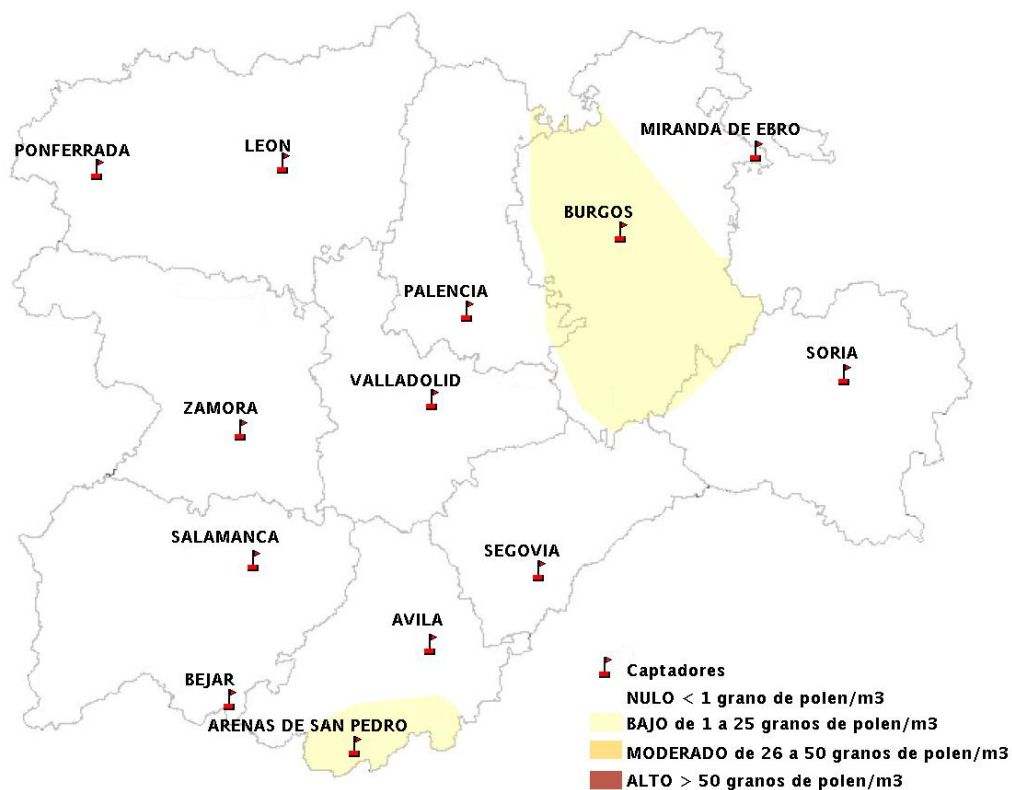 MIRANDA DE EBRO
PONFERRADA
LEON
BURGOS
PALENCIA
SORIA
VALLADOLID
ZAMORA
SALAMANCA
SEGOVIA
AVILA
BEJAR
ARENAS DE SAN PEDRO
Captadores
NULO < 1 grano de polen/m3
BAJO de 1 a 25 granos de polen/m3
MODERADO de 26 a 50 granos de polen/m3
ALTO > 50 granos de polen/m3